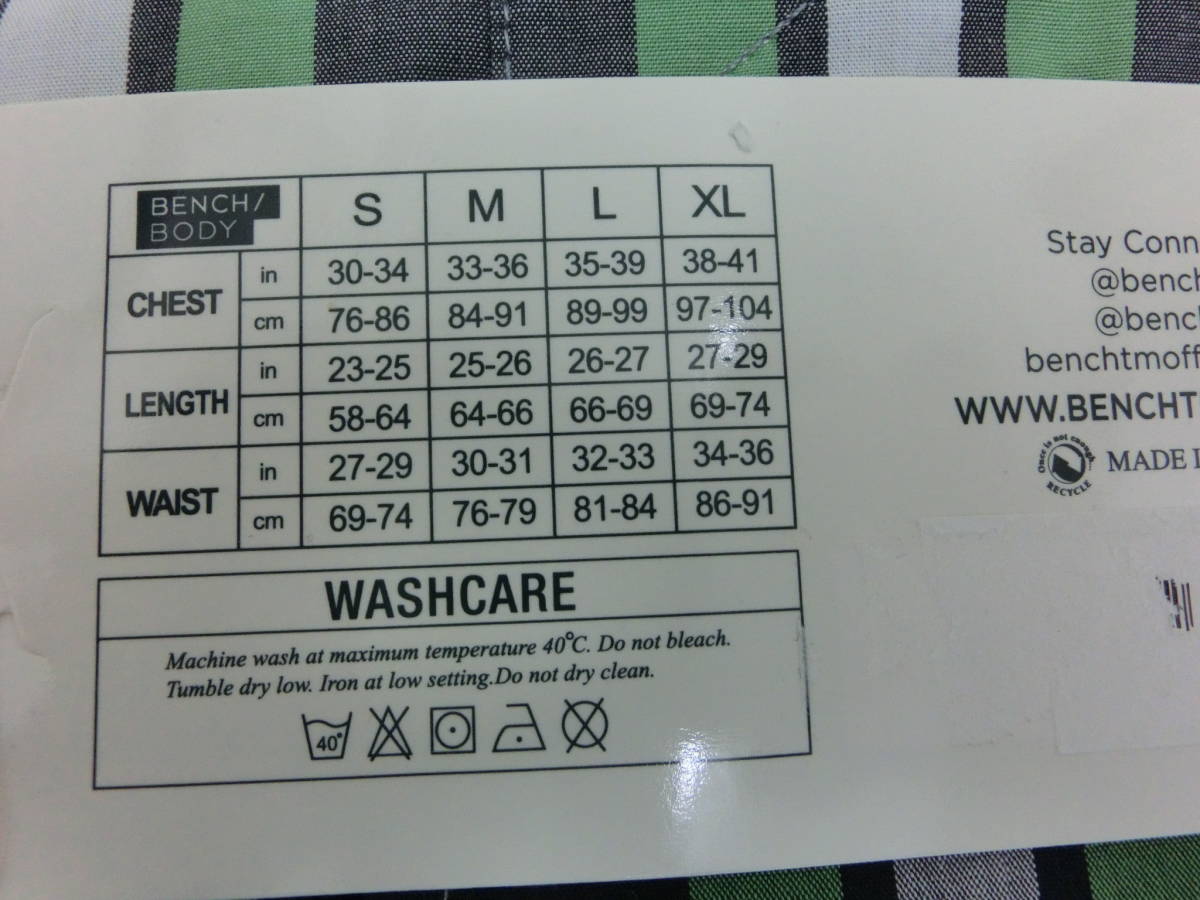 BENCH/
BODY
S M L XL
CHEST
in 30-34 33-36 35-39 38-41
cm 76-86 84-91 89-99 97-104
LENGTH
in 23-25 25-26 26-27 27-29
cm 58-64 64-66 66-69 69-74
WAIST
in 27-29 30-31 32-33 34-36
cm 69-74 76-79 81-84 86-91
WASHCARE
Machine wash at maximum temperature 40°C. Do not bleach.
Tumble dry low. Iron at low setting.Do not dry clean.
40°
Stay Conn
@bench
@benc
benchtmoff
WWW.BENCHT
Once is not enough...
RECYCLE
MADE I